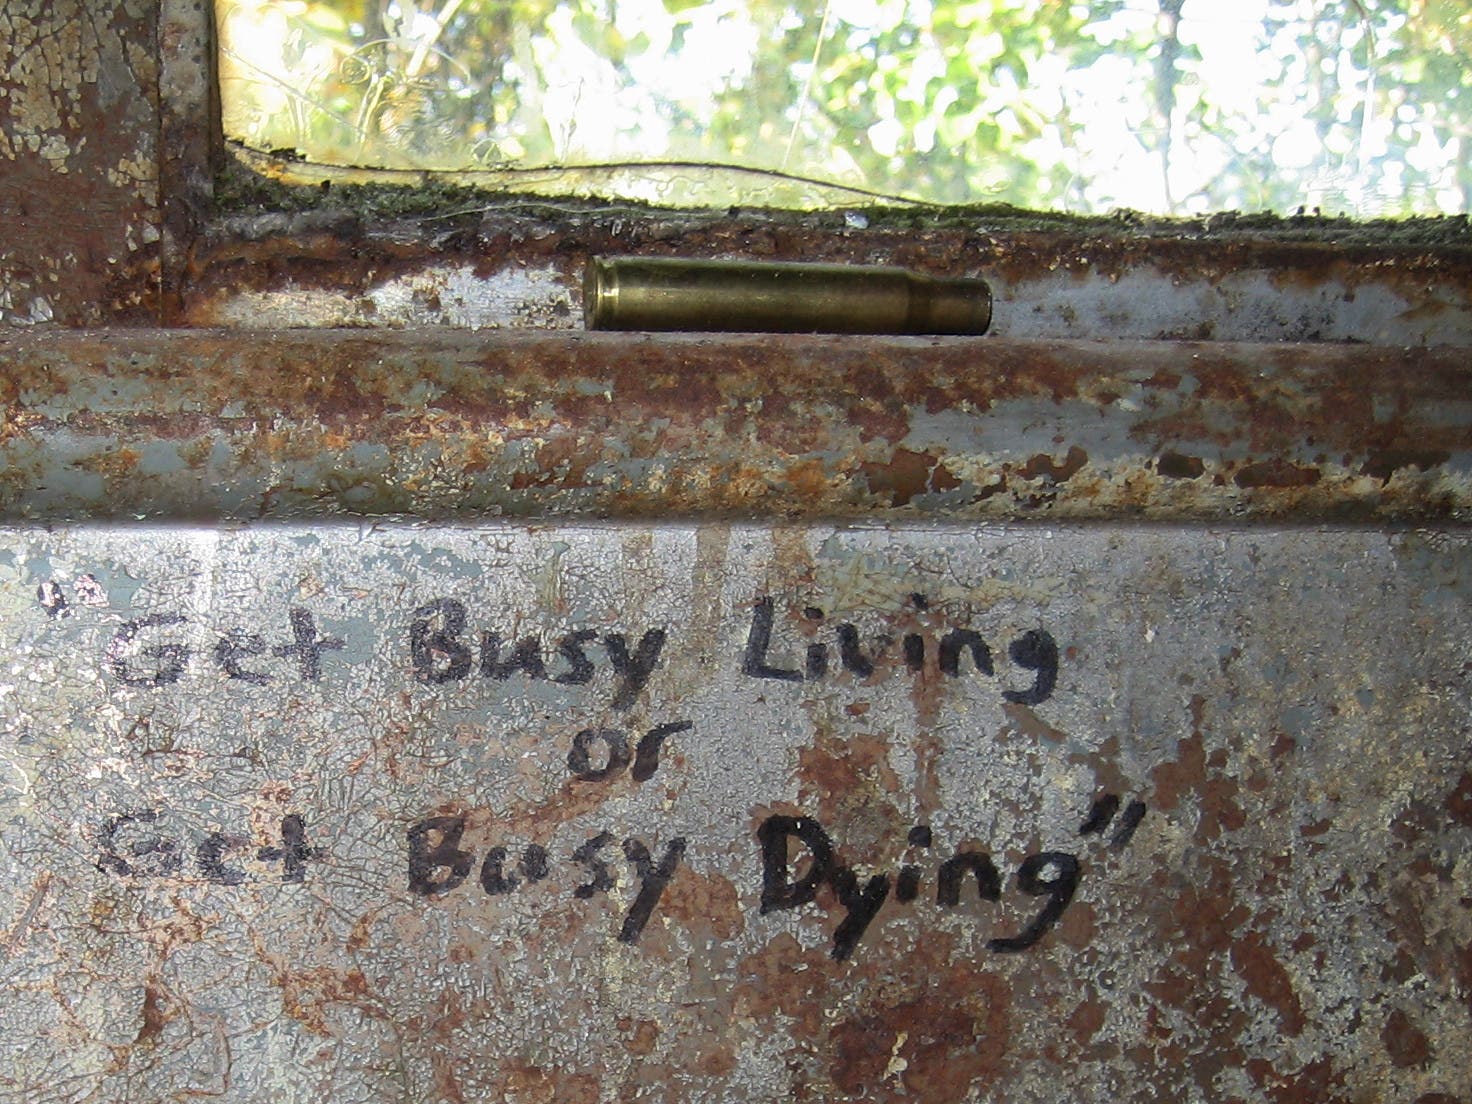 "Get Busy Living
or
Get Busy Dying"